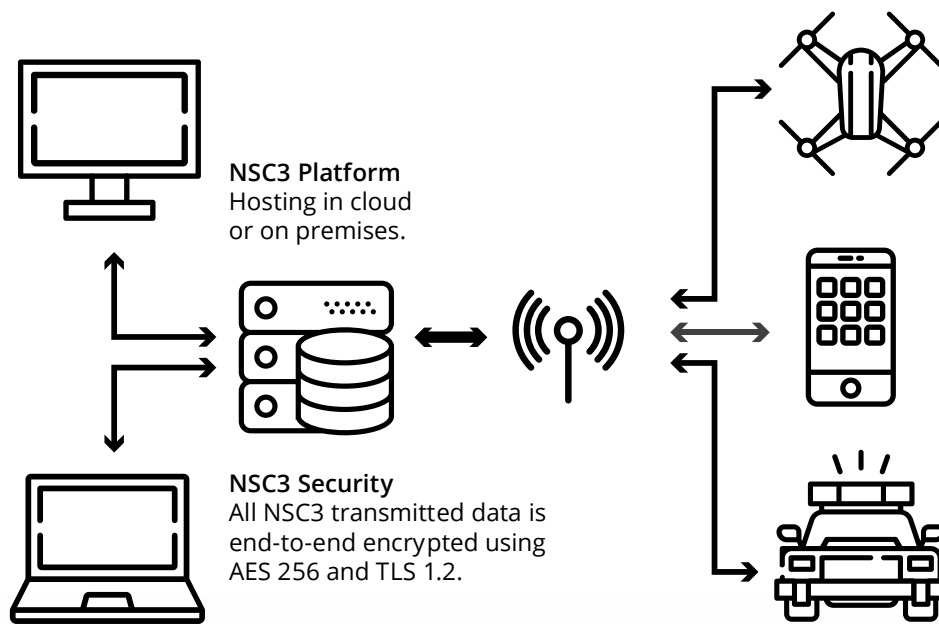 NSC3 Platform
Hosting in cloud
or on premises.
NSC3 Security
All NSC3 transmitted data is
end-to-end encrypted using
AES 256 and TLS 1.2.